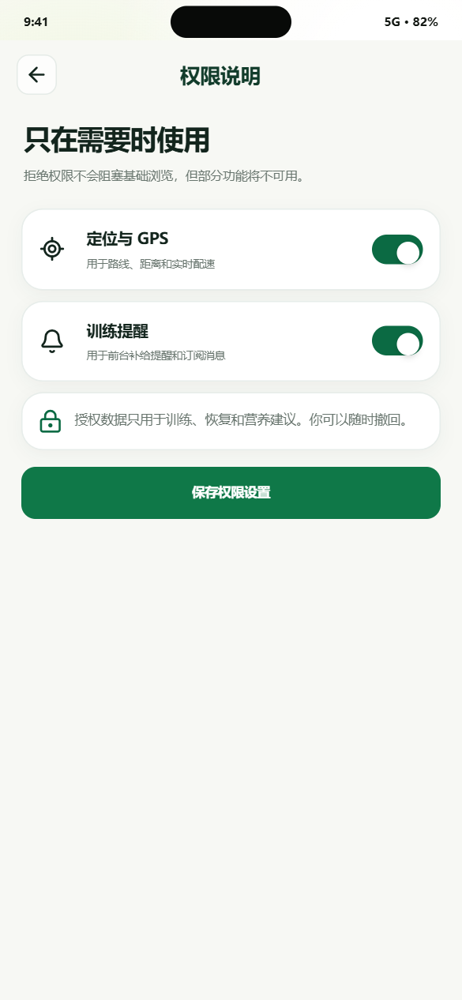 9:41
5G • 82%
权限说明
只在需要时使用
拒绝权限不会阻塞基础浏览，但部分功能将不可用。
定位与 GPS
用于路线、距离和实时配速
训练提醒
用于前台补给提醒和订阅消息
授权数据只用于训练、恢复和营养建议。你可以随时撤回。
保存权限设置